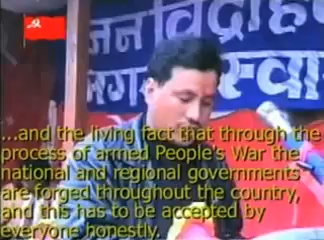 जनविद्रोह
...and the living fact that through the
process of armed People's War the
national and regional governments
are forged throughout the country,
and this has to be accepted by
everyone honestly.